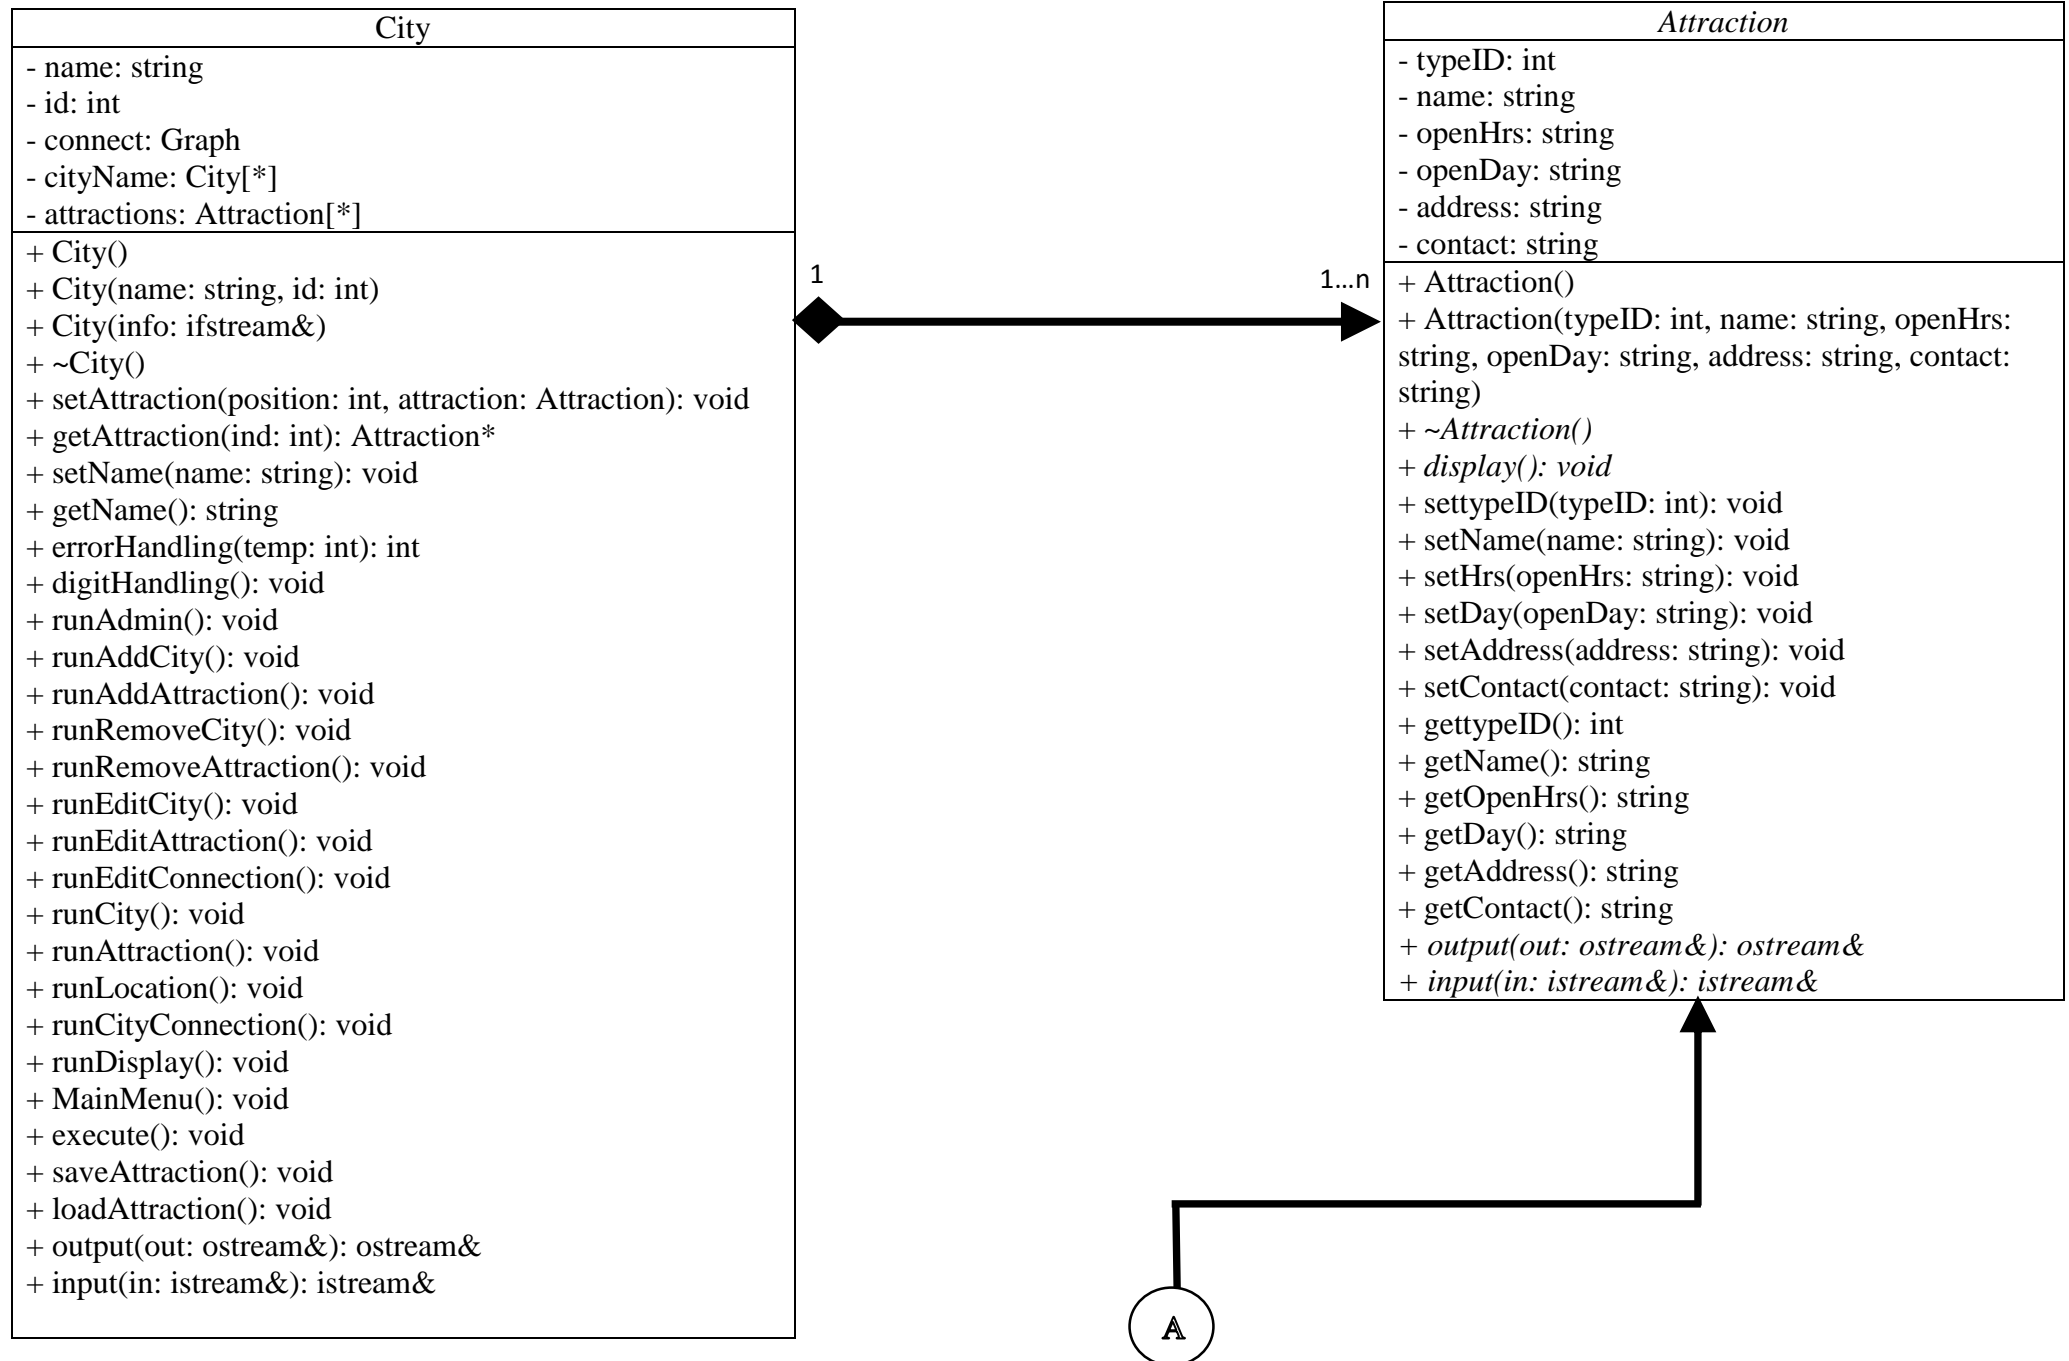 City
- name: string
- id: int
- connect: Graph
- cityName: City[*]
- attractions: Attraction[*]
+ City()
+ City(name: string, id: int)
+ City(info: ifstream&)
+ ~City()
+ setAttraction(position: int, attraction: Attraction): void
+ getAttraction(ind: int): Attraction*
+ setName(name: string): void
+ getName(): string
+ errorHandling(temp: int): int
+ digitHandling(): void
+ runAdmin(): void
+ runAddCity(): void
+ runAddAttraction(): void
+ runRemoveCity(): void
+ runRemoveAttraction(): void
+ runEditCity(): void
+ runEditAttraction(): void
+ runEditConnection(): void
+ runCity(): void
+ runAttraction(): void
+ runLocation(): void
+ runCityConnection(): void
+ runDisplay(): void
+ MainMenu(): void
+ execute(): void
+ saveAttraction(): void
+ loadAttraction(): void
+ output(out: ostream&): ostream&
+ input(in: istream&): istream&
1
1...n
Attraction
- typeID: int
- name: string
- openHrs: string
- openDay: string
- address: string
- contact: string
+ Attraction()
+ Attraction(typeID: int, name: string, openHrs:
string, openDay: string, address: string, contact:
string)
+ ~Attraction()
+ display(): void
+ settypeID(typeID: int): void
+ setName(name: string): void
+ setHrs(openHrs: string): void
+ setDay(openDay: string): void
+ setAddress(address: string): void
+ setContact(contact: string): void
+ gettypeID(): int
+ getName(): string
+ getOpenHrs(): string
+ getDay(): string
+ getAddress(): string
+ getContact(): string
+ output(out: ostream&): ostream&
+ input(in: istream&): istream&
A